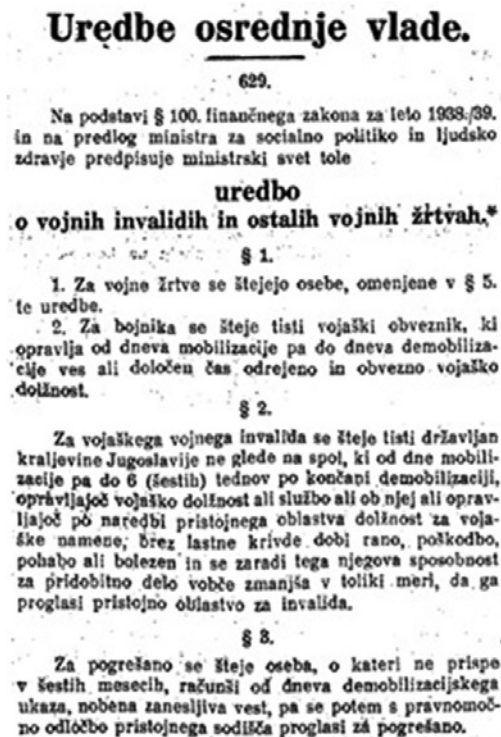 Uredbe osrednje vlade.
629.
Na podstavi § 100. finančnega zakona za leto 1938./39.
in na predlog ministra za socialno politiko in ljudsko
zdravje predpisuje ministrski svet tole
uredbo
o vojnih invalidih in ostalih vojnih žrtvah.*
§ 1.
1. Za vojne žrtve se štejejo osebe, omenjene v § 5.
te uredbe.
2. Za bojnika se šteje tisti vojaški obveznik, ki
opravlja od dneva mobilizacije pa do dneva demobiliza-
cije ves ali določen čas odrejeno in obvezno vojaško
dolžnost.
§ 2.
Za vojaškega vojnega invalida se šteje tisti državljan
kraljevine Jugoslavije ne glede na spol, ki od dne mobili-
zacije pa do 6 (šestih) tednov po končani demobilizaciji,
opravljajoč vojaško dolžnost ali službo ali ob njej ali oprav-
ljajoč po naredbi pristojnega oblastva dolžnost za voja-
ške namene, brez lastne krivde dobi rano, poškodbo,
pohabo ali bolezen in se zaradi tega njegova sposobnost
za pridobitno delo vobče zmanjša v toliki meri, da ga
proglasi pristojno oblastvo za invalida.
§ 3.
Za pogrešano se šteje oseba, o kateri ne prispe
v šestih mesecih, računši od dneva demobilizacijskega
ukaza, nobena zanesljiva vest, pa se potem s pravnomoč-
no odločbo pristojnega sodišča proglasi za pogrešano.